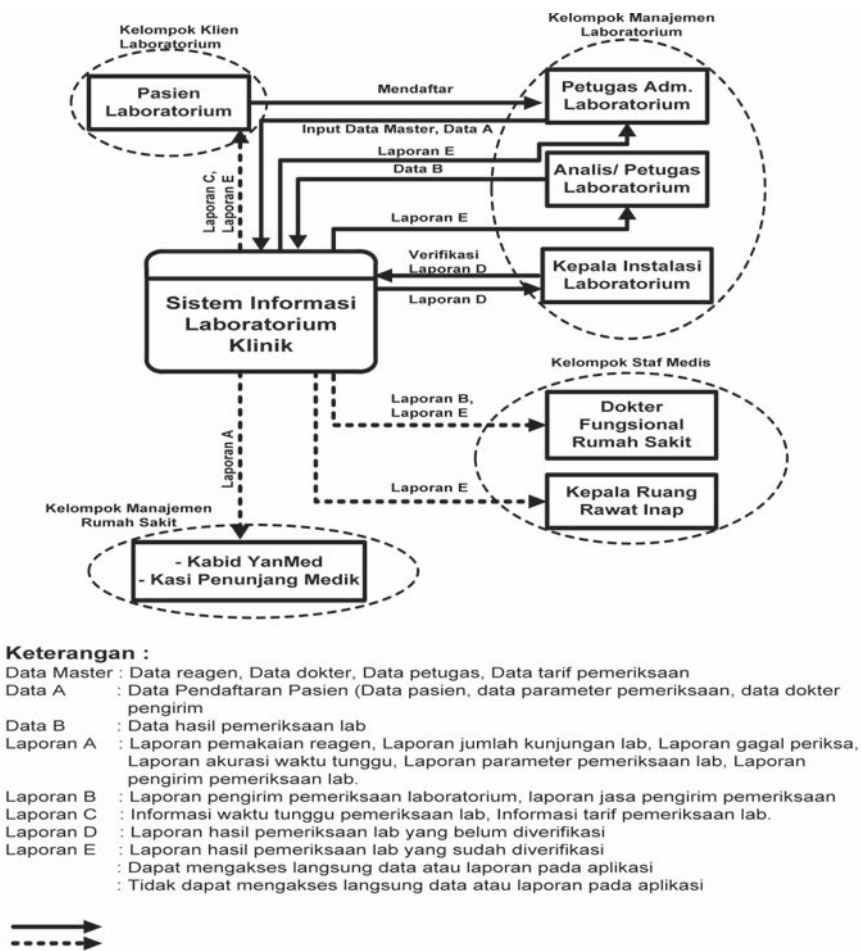 Kelompok Klien
Laboratorium
Kelompok Manajemen
Laboratorium
Pasien
Laboratorium
Mendaftar
Petugas Adm.
Laboratorium
Input Data Master, Data A
Laporan E
Data B
Analis/ Petugas
Laboratorium
Laporan C,
Laporan E
Laporan E
Verifikasi
Laporan D
Kepala Instalasi
Laboratorium
Laporan D
Sistem Informasi
Laboratorium
Klinik
Kelompok Staf Medis
Laporan B,
Laporan E
Dokter
Fungsional
Rumah Sakit
Laporan A
Laporan E
Kepala Ruang
Rawat Inap
Kelompok Manajemen
Rumah Sakit
- Kabid YanMed
- Kasi Penunjang Medik
Keterangan :
Data Master : Data reagen, Data dokter, Data petugas, Data tarif pemeriksaan
Data A : Data Pendaftaran Pasien (Data pasien, data parameter pemeriksaan, data dokter
pengirim
Data B : Data hasil pemeriksaan lab
Laporan A : Laporan pemakaian reagen, Laporan jumlah kunjungan lab, Laporan gagal periksa,
Laporan akurasi waktu tunggu, Laporan parameter pemeriksaan lab, Laporan
pengirim pemeriksaan lab.
Laporan B : Laporan pengirim pemeriksaan laboratorium, laporan jasa pengirim pemeriksaan
Laporan C : Informasi waktu tunggu pemeriksaan lab, Informasi tarif pemeriksaan lab.
Laporan D : Laporan hasil pemeriksaan lab yang belum diverifikasi
Laporan E : Laporan hasil pemeriksaan lab yang sudah diverifikasi
: Dapat mengakses langsung data atau laporan pada aplikasi
: Tidak dapat mengakses langsung data atau laporan pada aplikasi